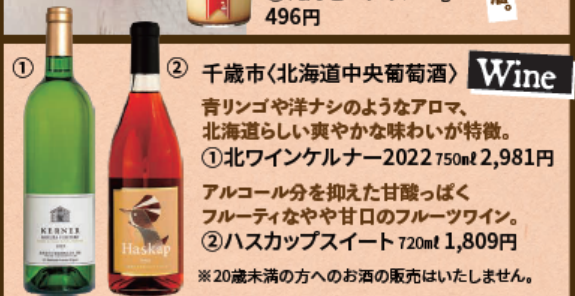 496円
①
②
千歳市〈北海道中央葡萄酒〉
Wine
青リンゴや洋ナシのようなアロマ、
北海道らしい爽やかな味わいが特徴。
①北ワインケルナー2022 750㎖ 2,981円
アルコール分を抑えた甘酸っぱく
フルーティなやや甘口のフルーツワイン。
②ハスカップスイート 720㎖ 1,809円
※20歳未満の方へのお酒の販売はいたしません。
KERNER
Haskap